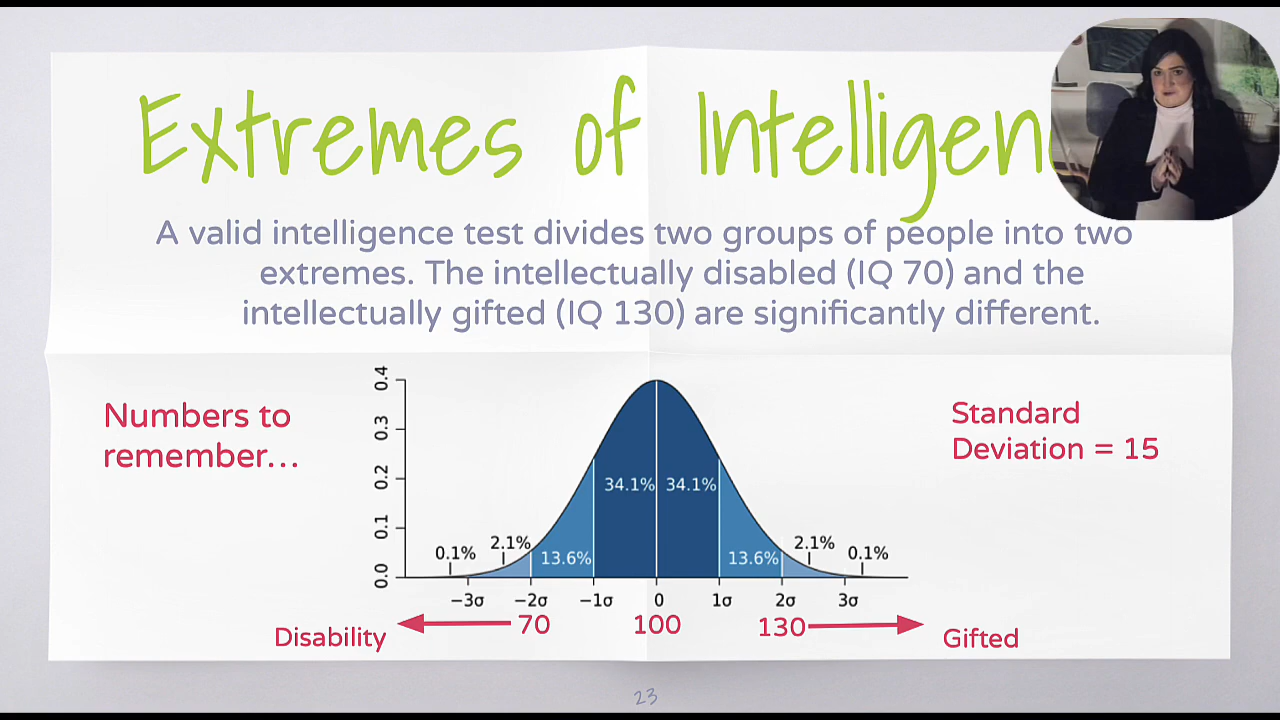 Extremes of Intelligen
A valid intelligence test divides two groups of people into two
extremes. The intellectually disabled (IQ 70) and the
intellectually gifted (IQ 130) are significantly different.
Numbers to
remember...
Standard
Deviation = 15
0.4
0.3
0.2
0.1
0.0
34.1% 34.1%
0.1% 2.1% 13.6% 13.6% 2.1% 0.1%
−3σ −2σ −1σ 0 1σ 2σ 3σ
70 100 130
Disability Gifted
23